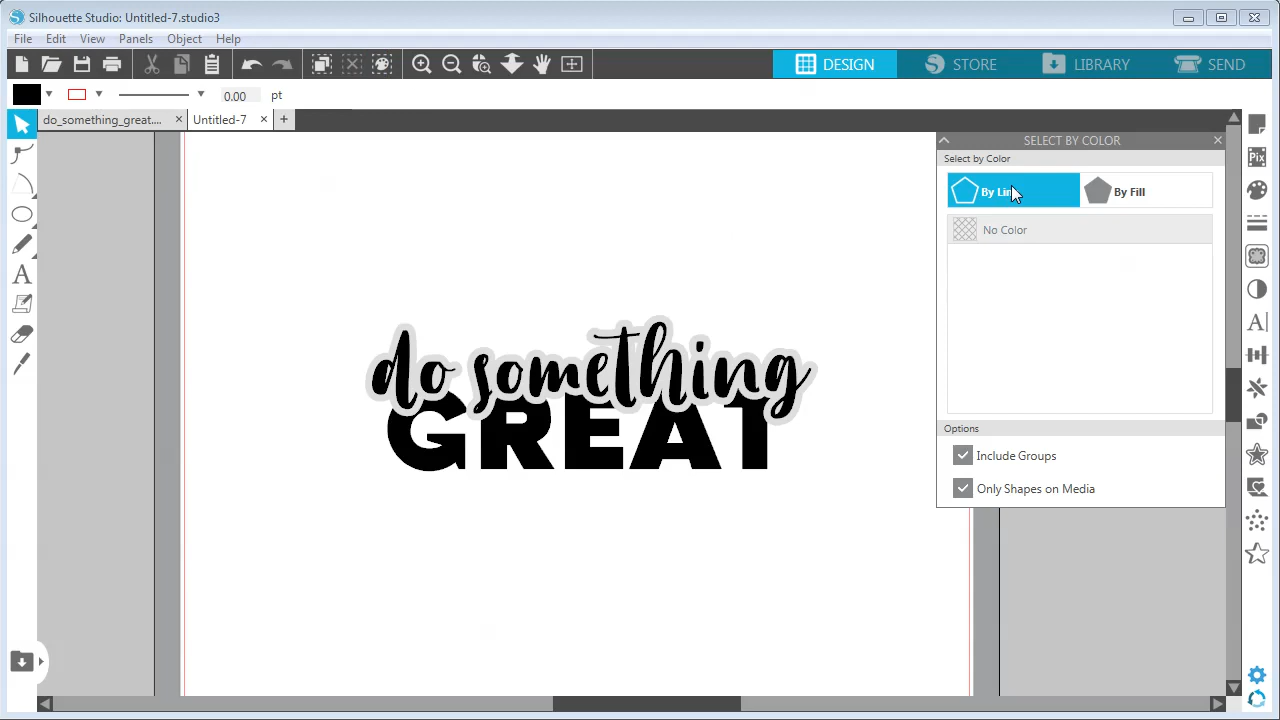 Silhouette Studio: Untitled-7.studio3
File Edit View Panels Object Help
DESIGN STORE LIBRARY SEND
0.00 pt
do_something_great.... Untitled-7
SELECT BY COLOR
Select by Color
By Lin By Fill
No Color
do something
GREAT
Options
Include Groups
Only Shapes on Media
Pix
A
A